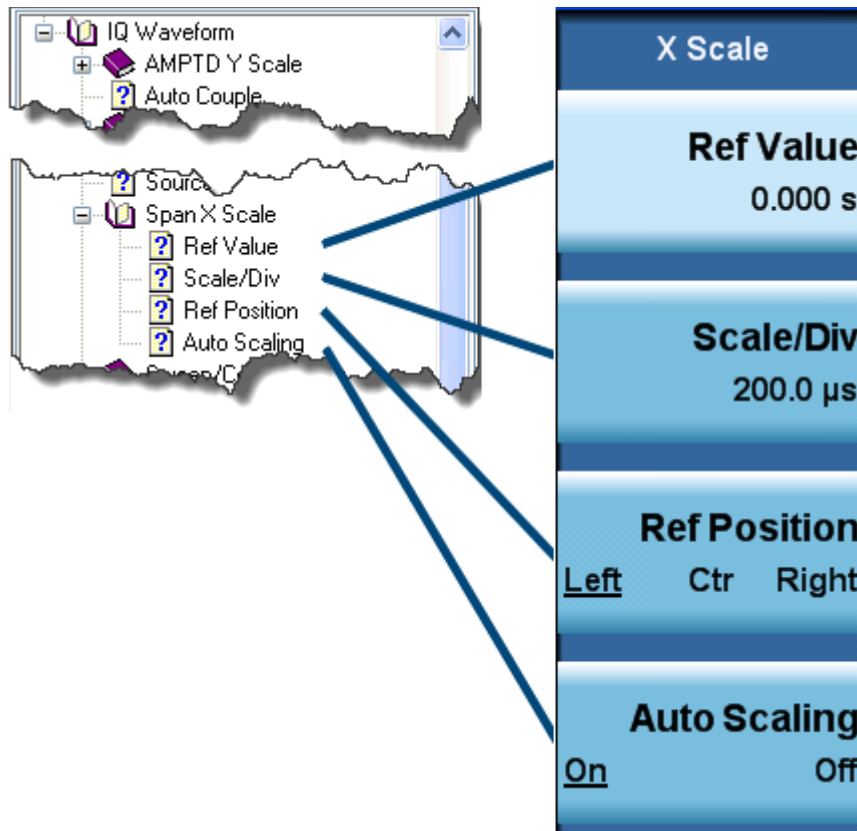 IQ Waveform
AMPTD Y Scale
Auto Couple
Source
Span X Scale
Ref Value
Scale/Div
Ref Position
Auto Scaling
X Scale
Ref Value
0.000 s
Scale/Div
200.0 µs
Ref Position
Left Ctr Right
Auto Scaling
On Off